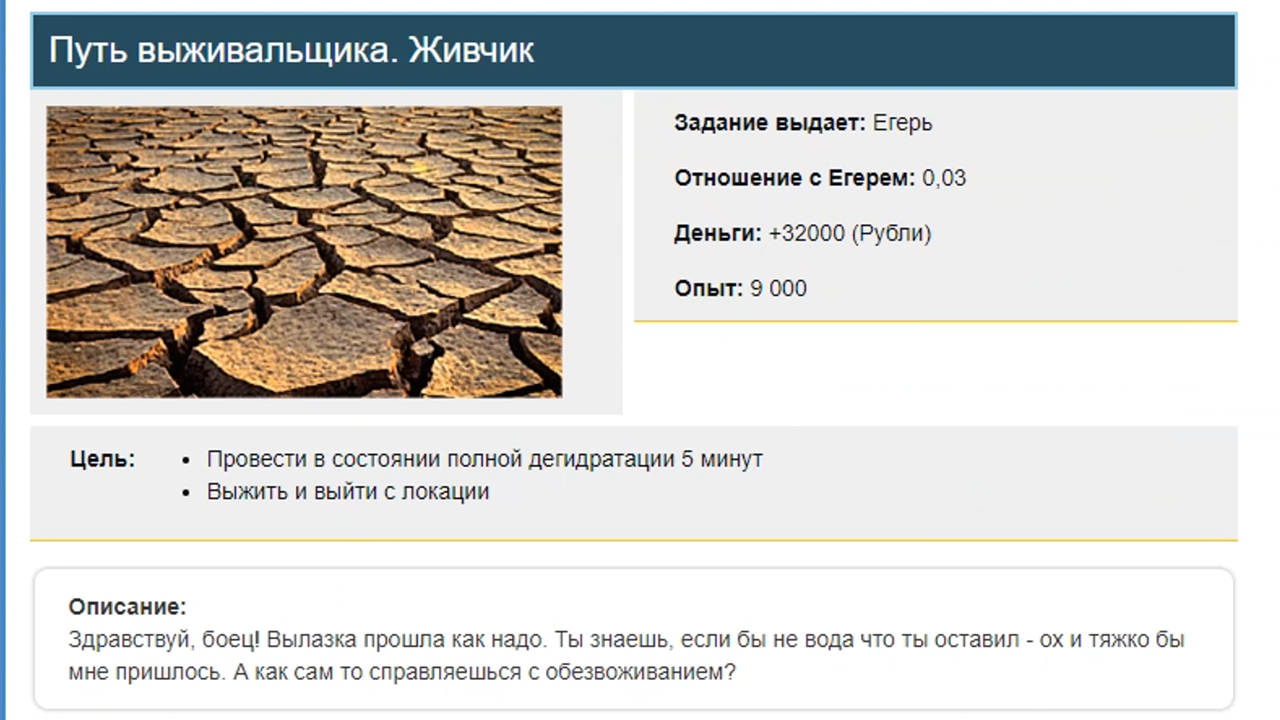 Путь выживальщика. Живчик
Задание выдает: Егерь
Отношение с Егерем: 0,03
Деньги: +32000 (Рубли)
Опыт: 9 000
Цель:
• Провести в состоянии полной дегидратации 5 минут
• Выжить и выйти с локации
Описание:
Здравствуй, боец! Вылазка прошла как надо. Ты знаешь, если бы не вода что ты оставил - ох и тяжко бы
мне пришлось. А как сам то справляешься с обезвоживанием?